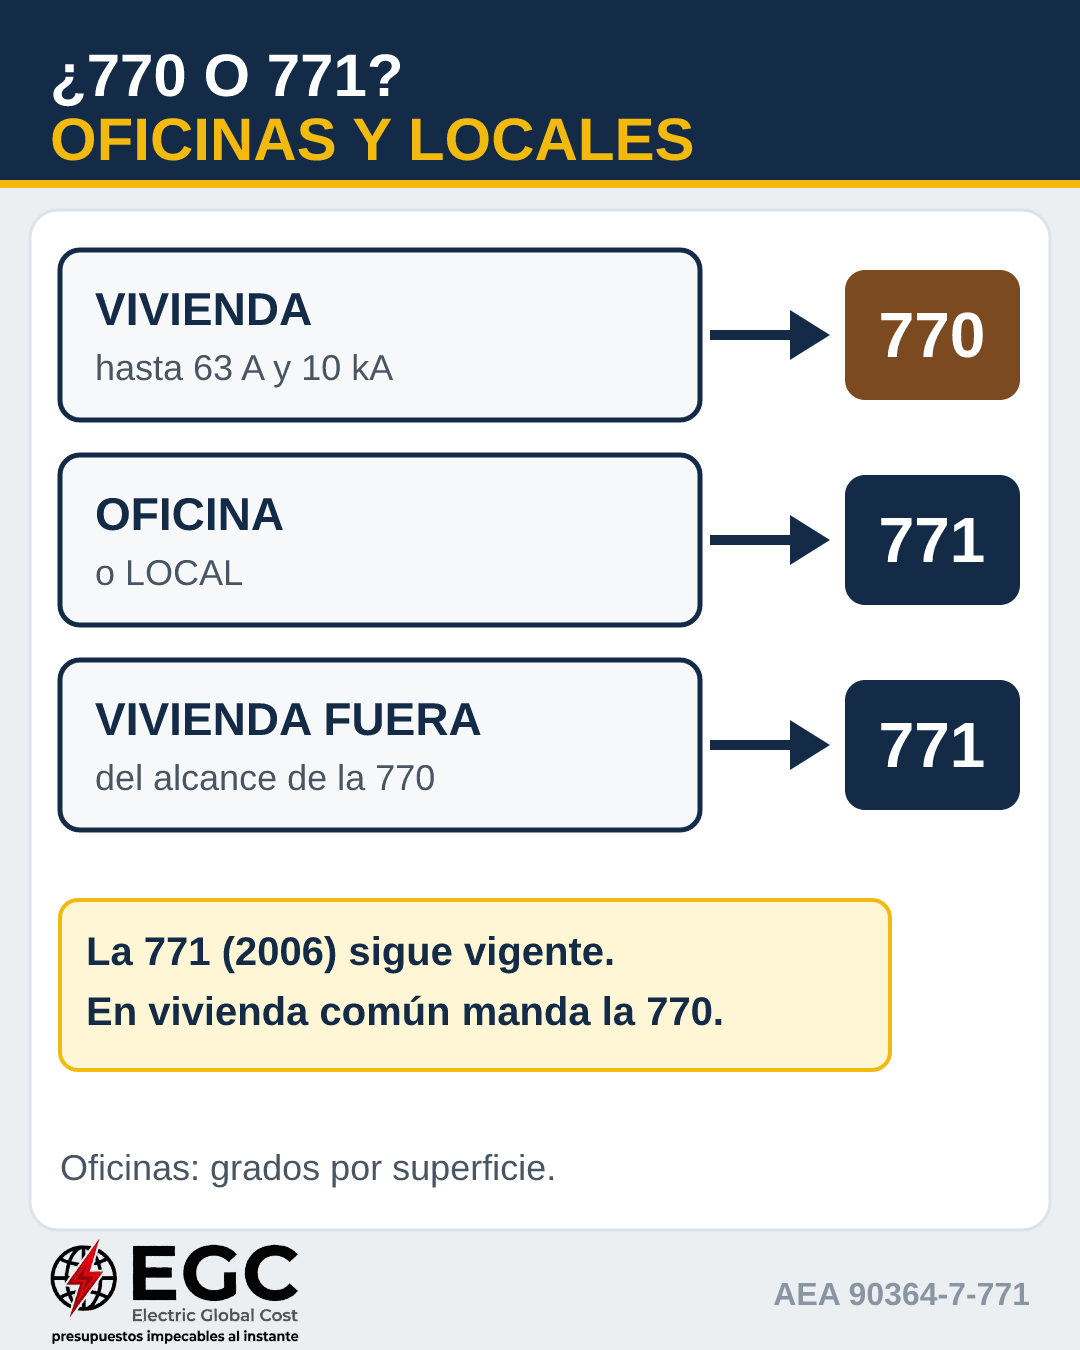 ¿770 O 771?
OFICINAS Y LOCALES
VIVIENDA
hasta 63 A y 10 kA
770
OFICINA
o LOCAL
771
VIVIENDA FUERA
del alcance de la 770
771
La 771 (2006) sigue vigente.
En vivienda común manda la 770.
Oficinas: grados por superficie.
EGC
Electric Global Cost
presupuestos impecables al instante
AEA 90364-7-771